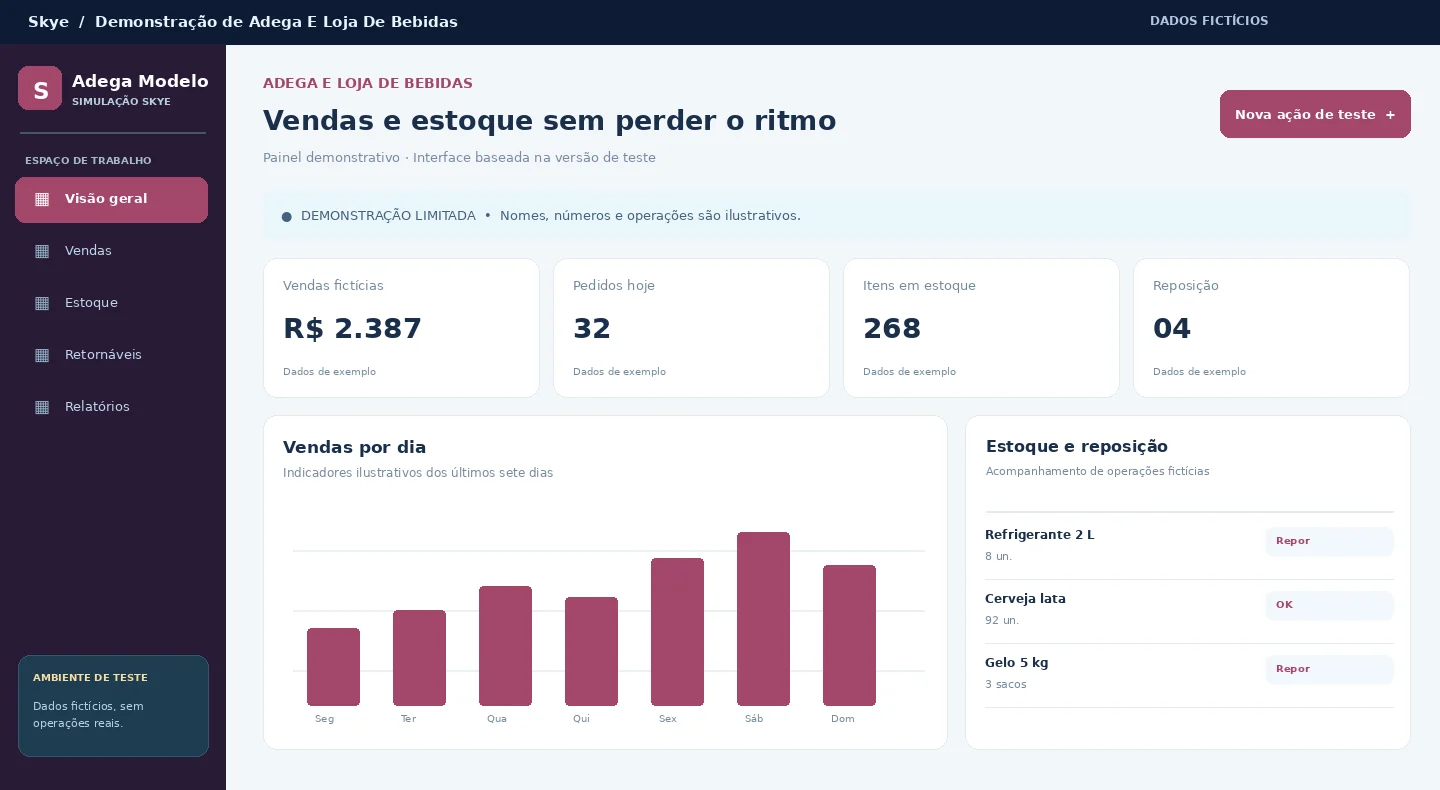 Skye / Demonstração de Adega E Loja De Bebidas
DADOS FICTÍCIOS
S
Adega Modelo
SIMULAÇÃO SKYE
ESPAÇO DE TRABALHO
Visão geral
Vendas
Estoque
Retornáveis
Relatórios
AMBIENTE DE TESTE
Dados fictícios, sem
operações reais.
ADEGA E LOJA DE BEBIDAS
Vendas e estoque sem perder o ritmo
Painel demonstrativo · Interface baseada na versão de teste
Nova ação de teste +
● DEMONSTRAÇÃO LIMITADA • Nomes, números e operações são ilustrativos.
Vendas fictícias
R$ 2.387
Dados de exemplo
Pedidos hoje
32
Dados de exemplo
Itens em estoque
268
Dados de exemplo
Reposição
04
Dados de exemplo
Vendas por dia
Indicadores ilustrativos dos últimos sete dias
Seg Ter Qua Qui Sex Sáb Dom
Estoque e reposição
Acompanhamento de operações fictícias
Refrigerante 2 L
8 un.
Repor
Cerveja lata
92 un.
OK
Gelo 5 kg
3 sacos
Repor